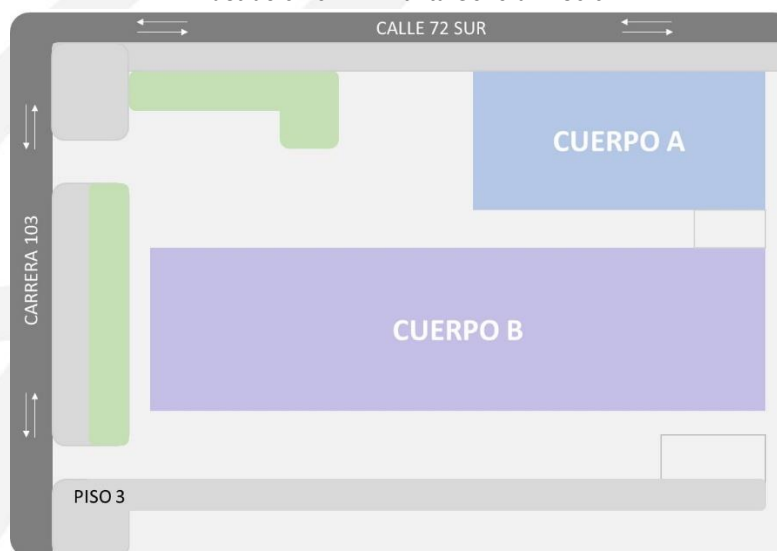 CALLE 72 SUR
CUERPO A
CARRERA 103
CUERPO B
PISO 3